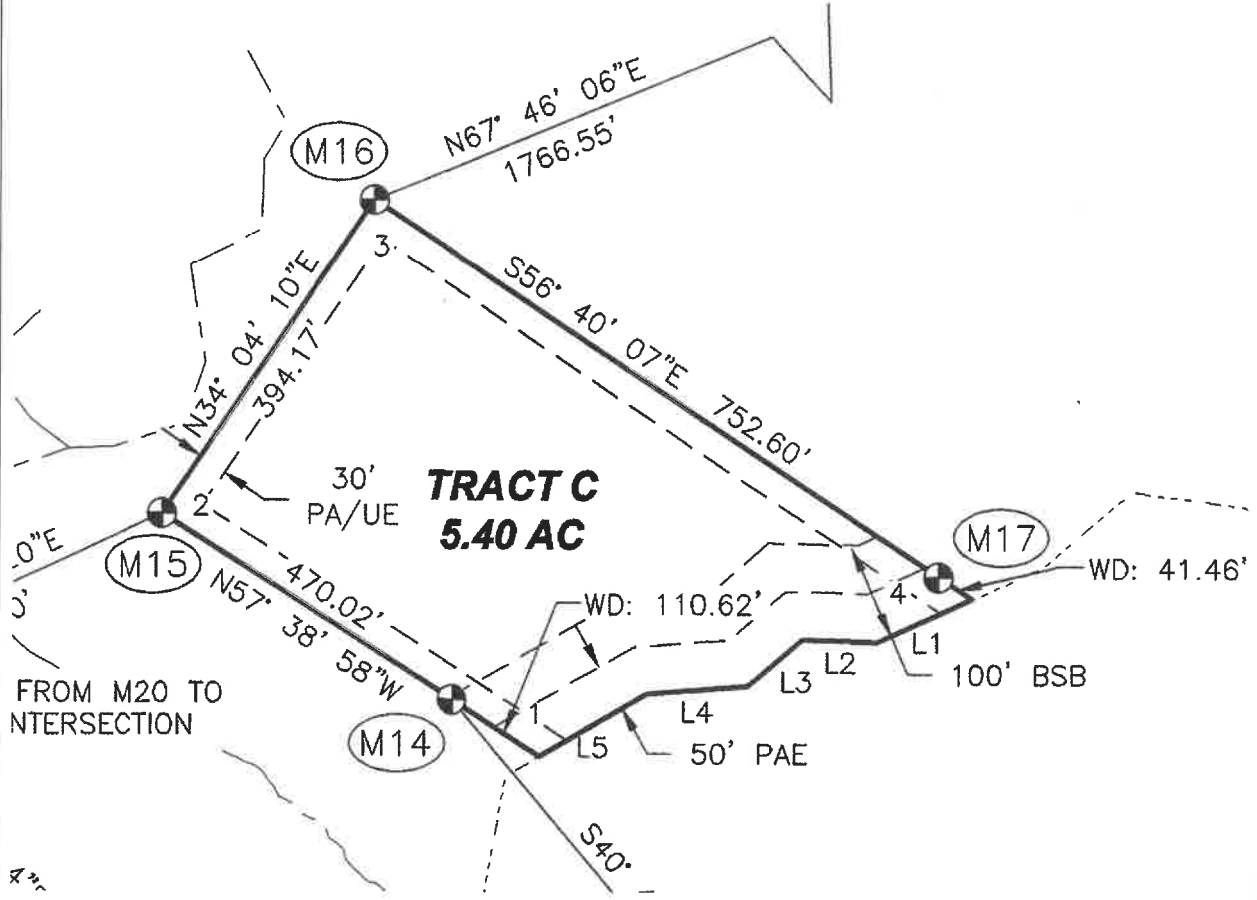 N67° 46' 06"E
1766.55'
M16
3
N34° 04' 10"E
394.17'
S56° 40' 07"E 752.60'
30'
PA/UE
TRACT C
5.40 AC
2
M15
0"E
0'
470.02'
N57° 38' 58"W
M17
WD: 41.46'
4
WD: 110.62'
L1
L2
L3
L4
L5
100' BSB
50' PAE
1
M14
FROM M20 TO
NTERSECTION
S40°